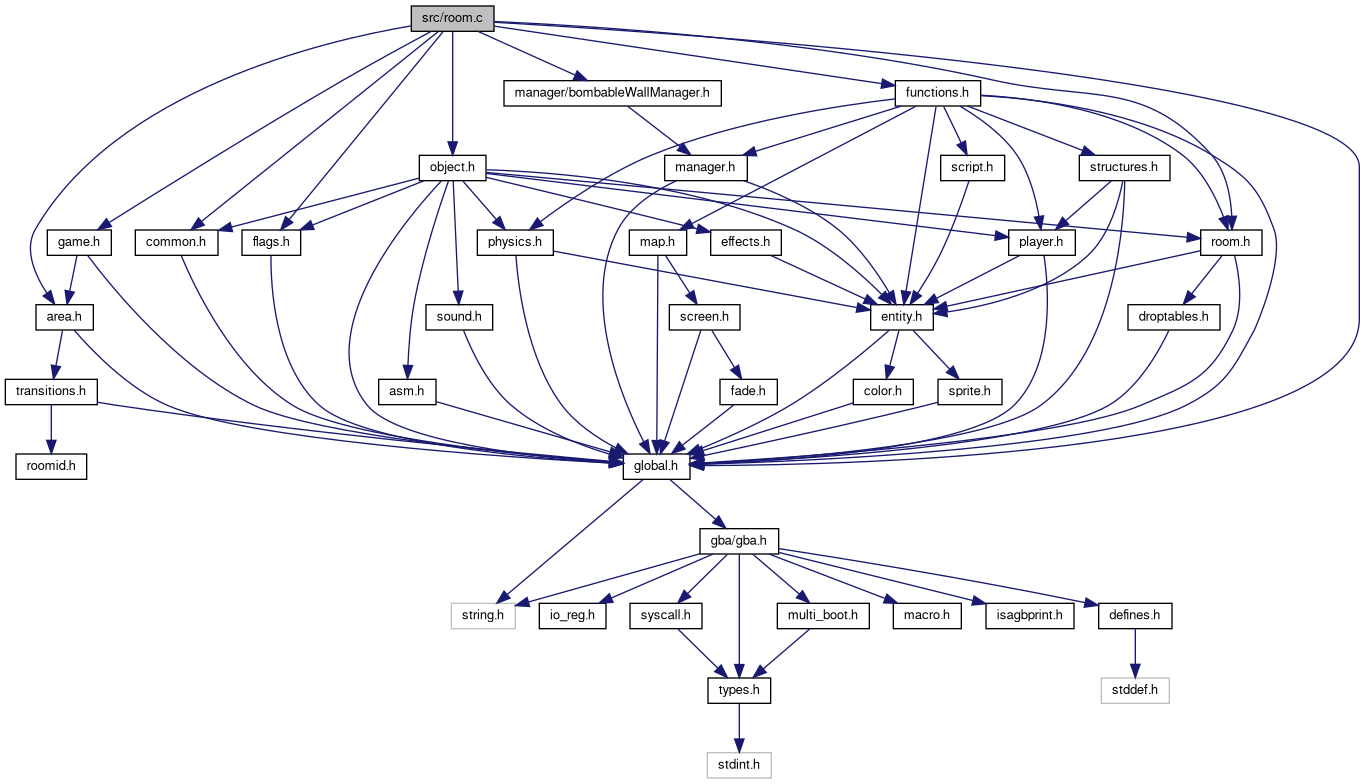 src/room.c
manager/bombableWallManager.h
functions.h
object.h
manager.h
script.h
structures.h
game.h
common.h
flags.h
physics.h
map.h
effects.h
player.h
room.h
area.h
sound.h
screen.h
entity.h
droptables.h
transitions.h
asm.h
fade.h
color.h
sprite.h
roomid.h
global.h
gba/gba.h
string.h
io_reg.h
syscall.h
multi_boot.h
macro.h
isagbprint.h
defines.h
types.h
stddef.h
stdint.h